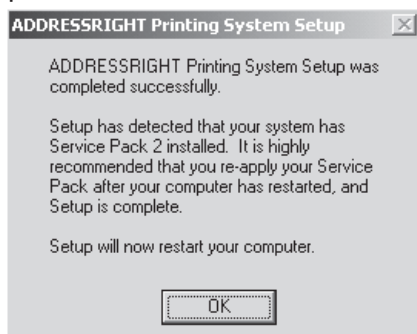 ADDRESSRIGHT Printing System Setup
ADDRESSRIGHT Printing System Setup was
completed successfully.
Setup has detected that your system has
Service Pack 2 installed. It is highly
recommended that you re-apply your Service
Pack after your computer has restarted, and
Setup is complete.
Setup will now restart your computer.
OK